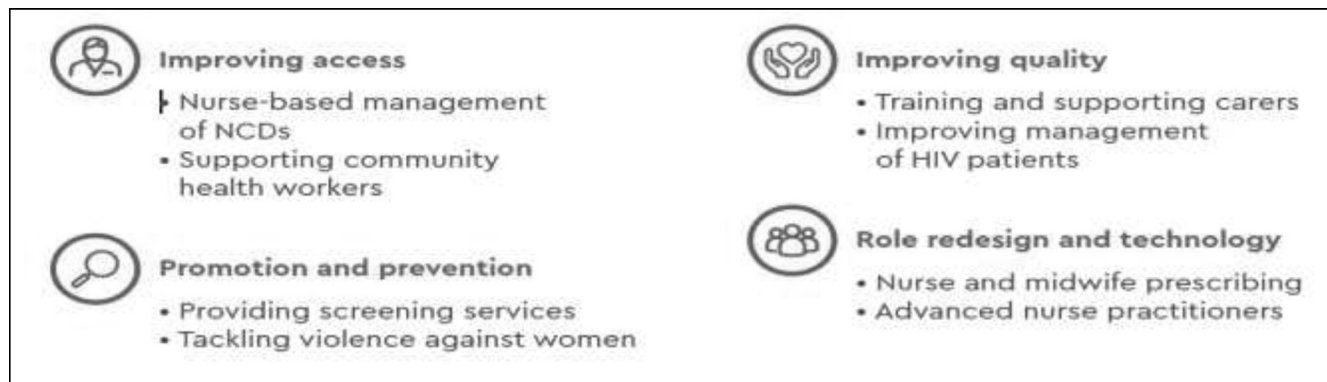 Improving access
• Nurse-based management
of NCDs
• Supporting community
health workers
Promotion and prevention
• Providing screening services
• Tackling violence against women
Improving quality
• Training and supporting carers
• Improving management
of HIV patients
Role redesign and technology
• Nurse and midwife prescribing
• Advanced nurse practitioners